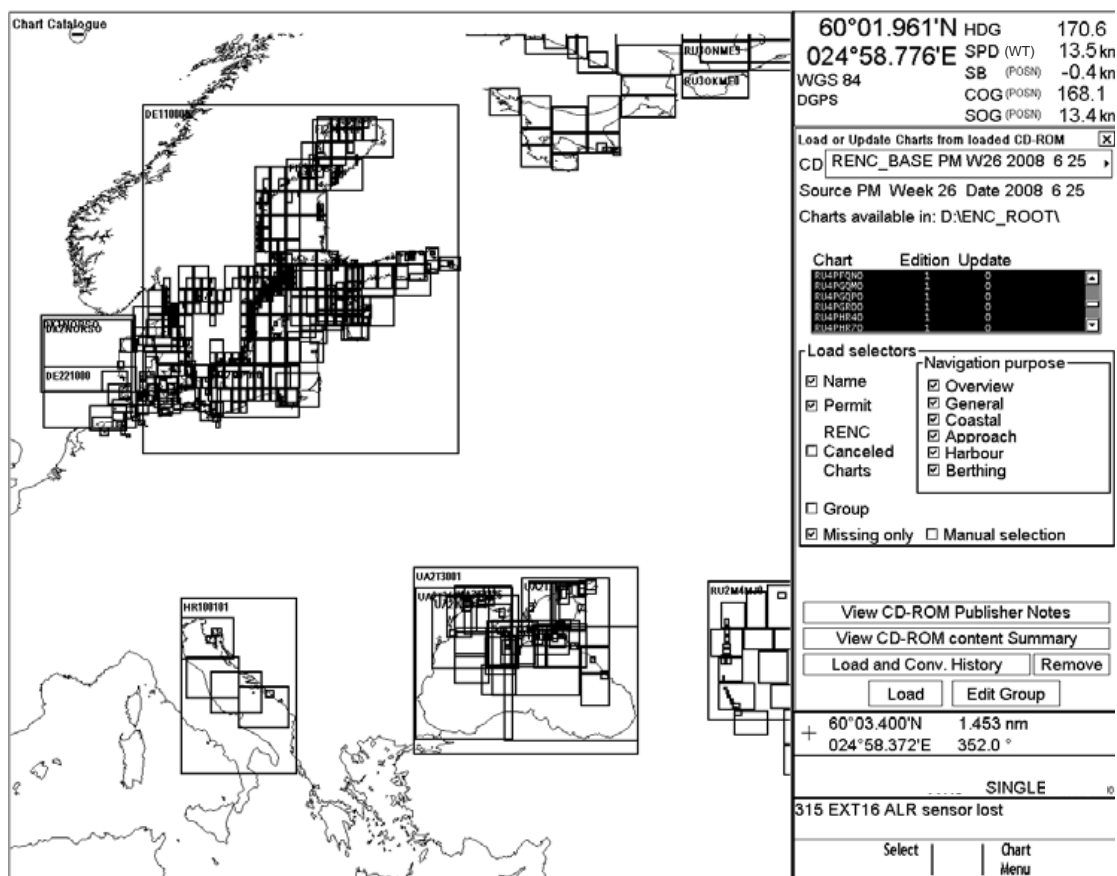 Chart Catalogue
DE110000
DE221000
HR100101
UA2T3001
RU2M4MJ0
RU3OKME0
60°01.961'N HDG 170.6
024°58.776'E SPD (WT) 13.5 kn
WGS 84 SB (POSN) -0.4 kn
DGPS COG (POSN) 168.1
SOG (POSN) 13.4 kn
Load or Update Charts from loaded CD-ROM
CD RENC_BASE PM W26 2008 6 25
Source PM Week 26 Date 2008 6 25
Charts available in: D:\ENC_ROOT\
Chart Edition Update
RU4PFQN0 1 0
RU4PGQM0 1 0
RU4PGQP0 1 0
RU4PGRO0 1 0
RU4PHR40 1 0
RU4PHR70 1 0
Load selectors
Navigation purpose
Name
Overview
Permit
General
RENC
Coastal
Canceled
Approach
Charts
Harbour
Berthing
Group
Missing only Manual selection
View CD-ROM Publisher Notes
View CD-ROM content Summary
Load and Conv. History Remove
Load Edit Group
60°03.400'N 1.453 nm
024°58.372'E 352.0 °
SINGLE
315 EXT16 ALR sensor lost
Select Chart
Menu